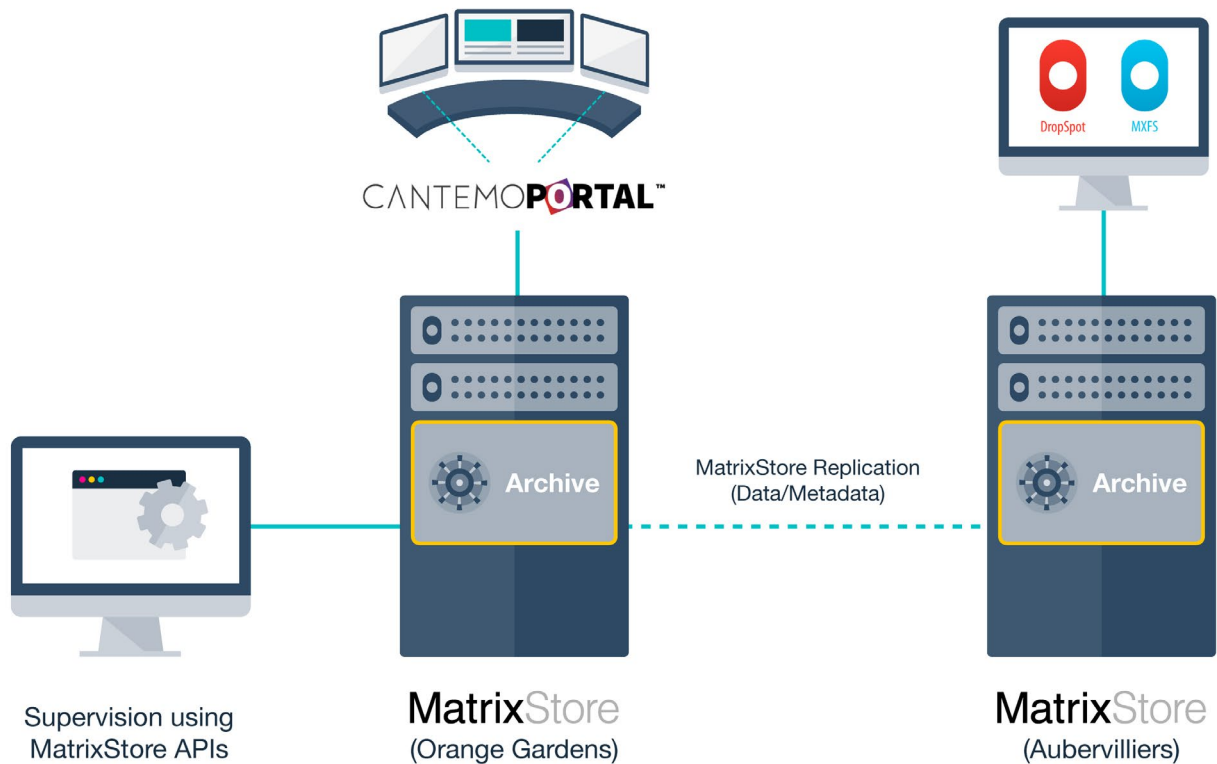 DropSpot
MXFS
CANTEMOPORTAL™
Archive
MatrixStore Replication
(Data/Metadata)
Archive
Supervision using
MatrixStore APIs
MatrixStore
(Orange Gardens)
MatrixStore
(Aubervilliers)